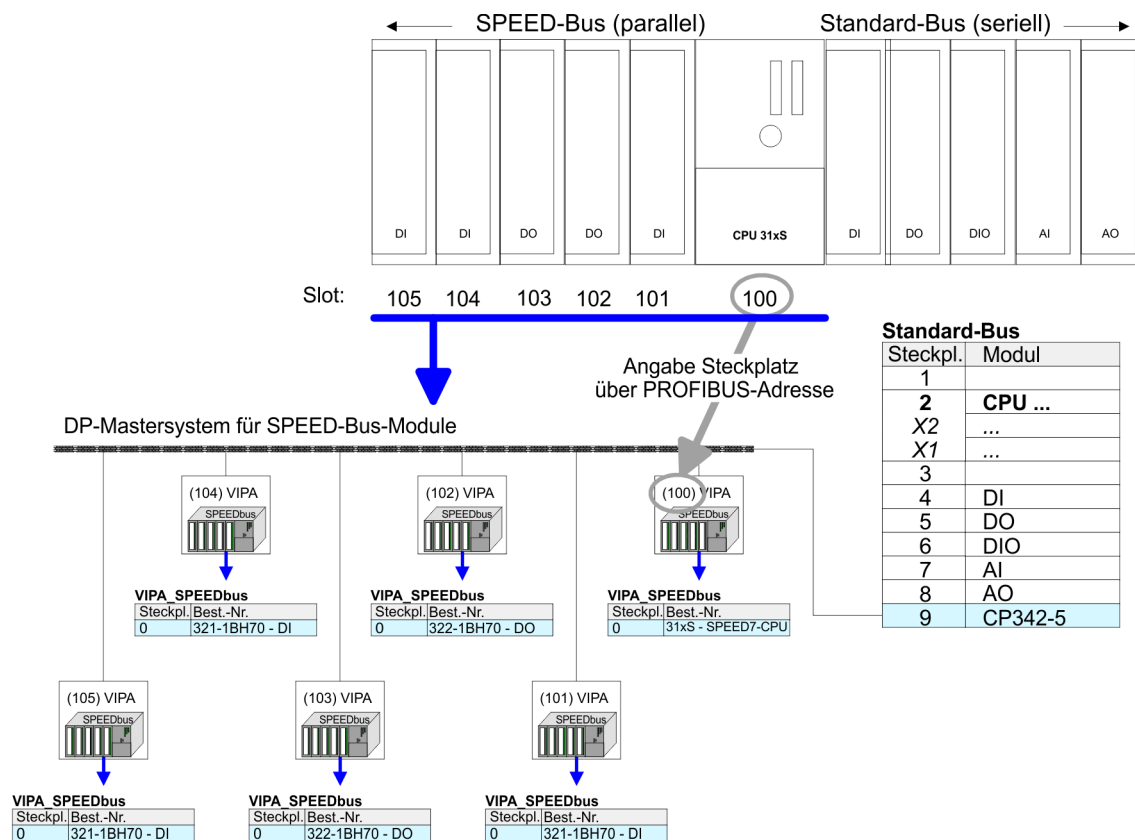 SPEED-Bus (parallel) Standard-Bus (seriell)
DI DI DO DO DI CPU 31xS DI DO DIO AI AO
Slot: 105 104 103 102 101 100
Angabe Steckplatz
über PROFIBUS-Adresse
DP-Mastersystem für SPEED-Bus-Module
Standard-Bus
Steckpl. Modul
1
2 CPU ...
X2 ...
X1 ...
3
4 DI
5 DO
6 DIO
7 AI
8 AO
9 CP342-5
(104) VIPA
SPEEDbus
VIPA_SPEEDbus
Steckpl. Best.-Nr.
0 321-1BH70 - DI
(102) VIPA
SPEEDbus
VIPA_SPEEDbus
Steckpl. Best.-Nr.
0 322-1BH70 - DO
(100) VIPA
SPEEDbus
VIPA_SPEEDbus
Steckpl. Best.-Nr.
0 31xS - SPEED7-CPU
(105) VIPA
SPEEDbus
VIPA_SPEEDbus
Steckpl. Best.-Nr.
0 321-1BH70 - DI
(103) VIPA
SPEEDbus
VIPA_SPEEDbus
Steckpl. Best.-Nr.
0 322-1BH70 - DO
(101) VIPA
SPEEDbus
VIPA_SPEEDbus
Steckpl. Best.-Nr.
0 321-1BH70 - DI